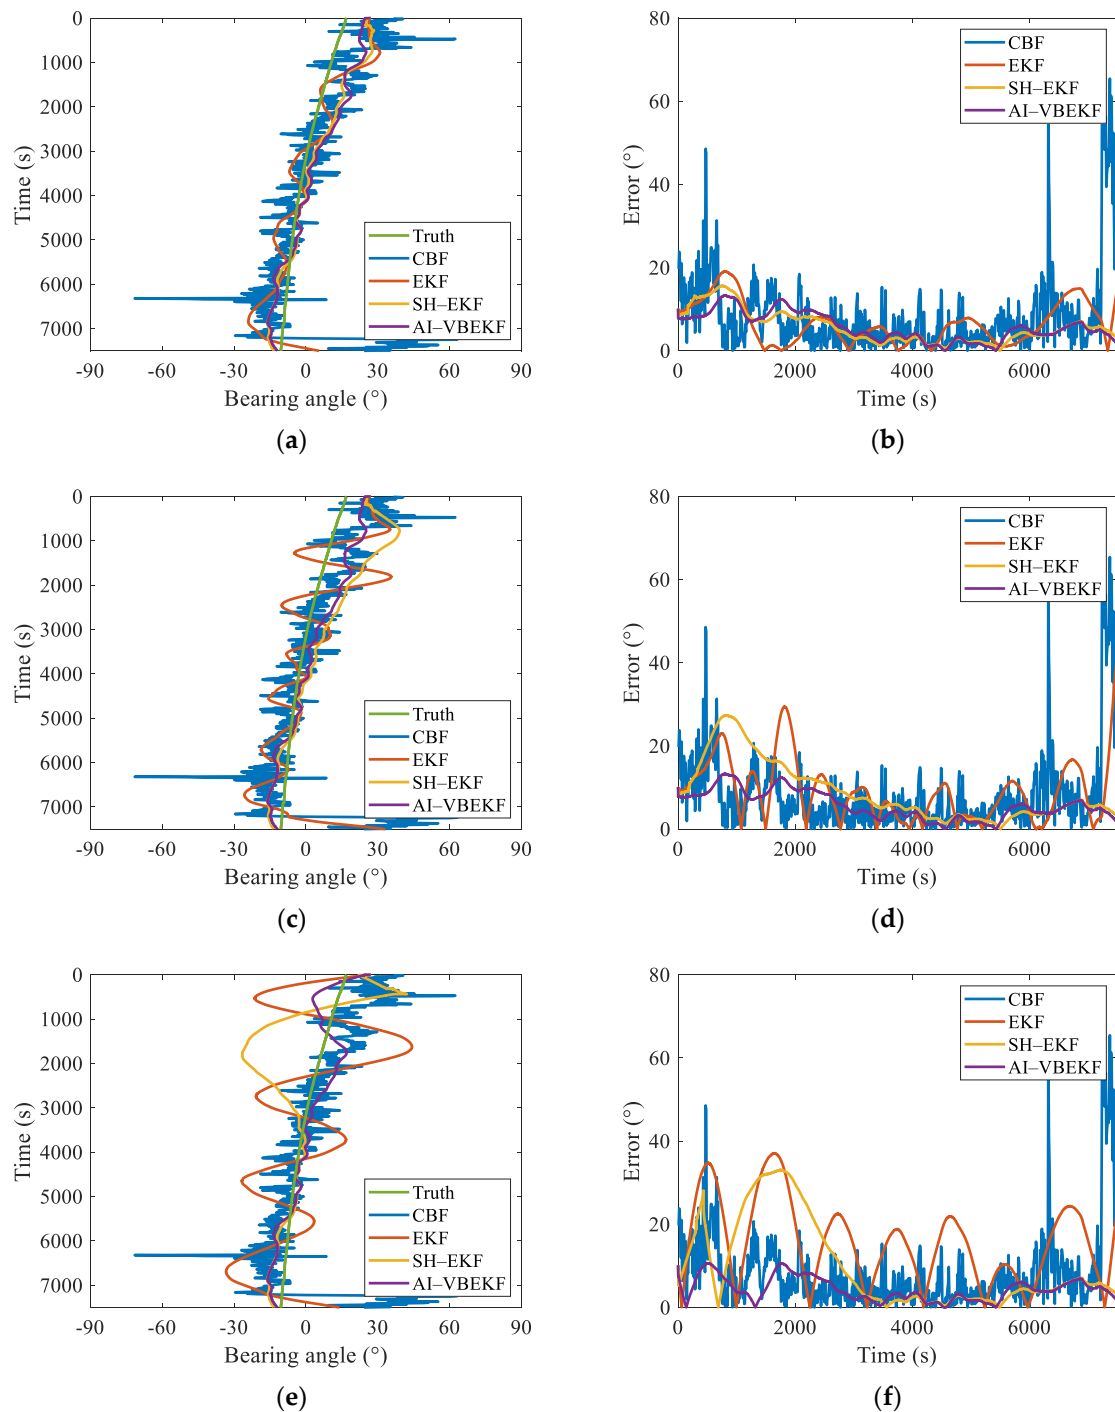 0
1000
2000
3000
4000
5000
6000
7000
Time (s)
-90
-60
-30
0
30
60
90
Bearing angle (°)
Truth
CBF
EKF
SH–EKF
AI–VBEKF
(a)
80
60
40
20
0
Error (°)
0
2000
4000
6000
Time (s)
CBF
EKF
SH–EKF
AI–VBEKF
(b)
0
1000
2000
3000
4000
5000
6000
7000
Time (s)
-90
-60
-30
0
30
60
90
Bearing angle (°)
Truth
CBF
EKF
SH–EKF
AI–VBEKF
(c)
80
60
40
20
0
Error (°)
0
2000
4000
6000
Time (s)
CBF
EKF
SH–EKF
AI–VBEKF
(d)
0
1000
2000
3000
4000
5000
6000
7000
Time (s)
-90
-60
-30
0
30
60
90
Bearing angle (°)
Truth
CBF
EKF
SH–EKF
AI–VBEKF
(e)
80
60
40
20
0
Error (°)
0
2000
4000
6000
Time (s)
CBF
EKF
SH–EKF
AI–VBEKF
(f)